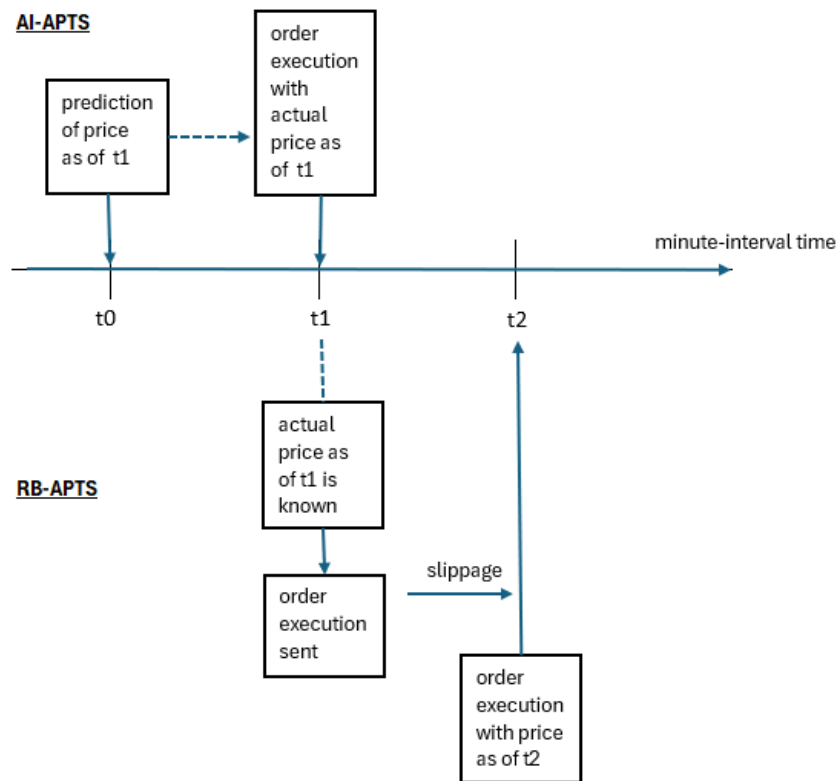 AI-APTS
prediction
of price
as of t1
order
execution
with
actual
price as
of t1
minute-interval time
t0
t1
t2
RB-APTS
actual
price as
of t1 is
known
order
execution
sent
slippage
order
execution
with price
as of t2